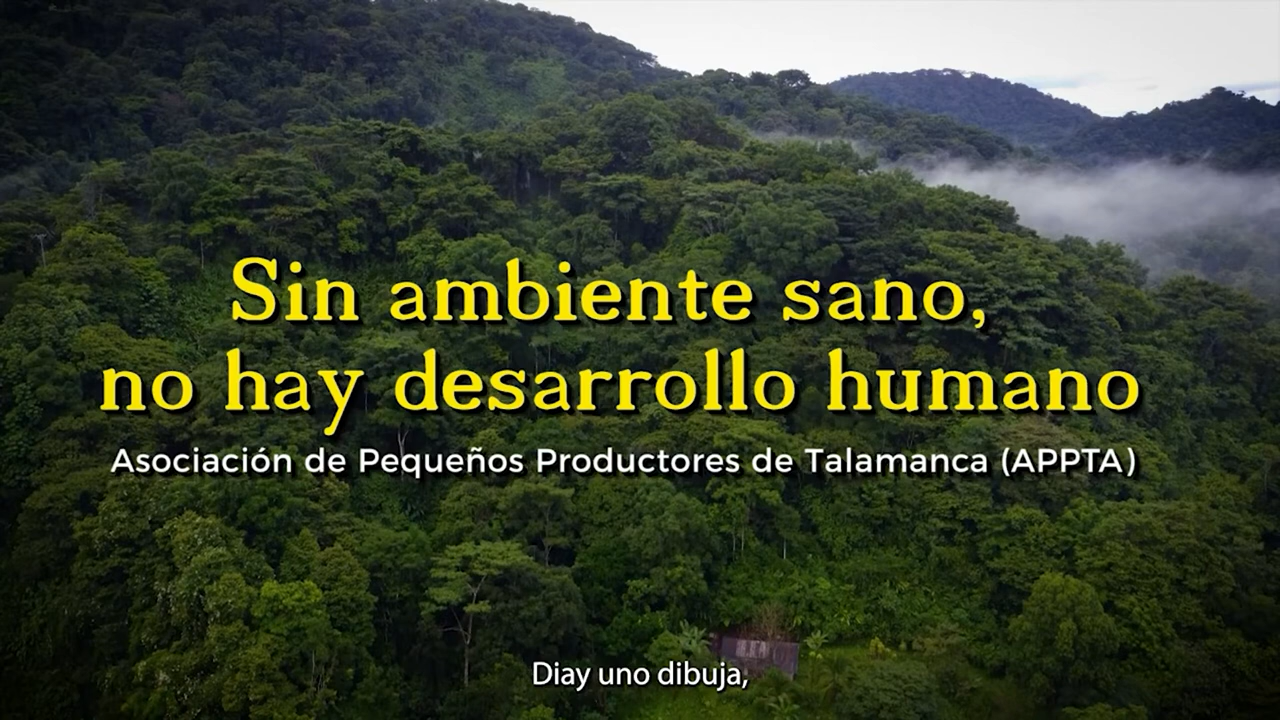 Sin ambiente sano,
no hay desarrollo humano
Asociación de Pequeños Productores de Talamanca (APPTA)
Diay uno dibuja,